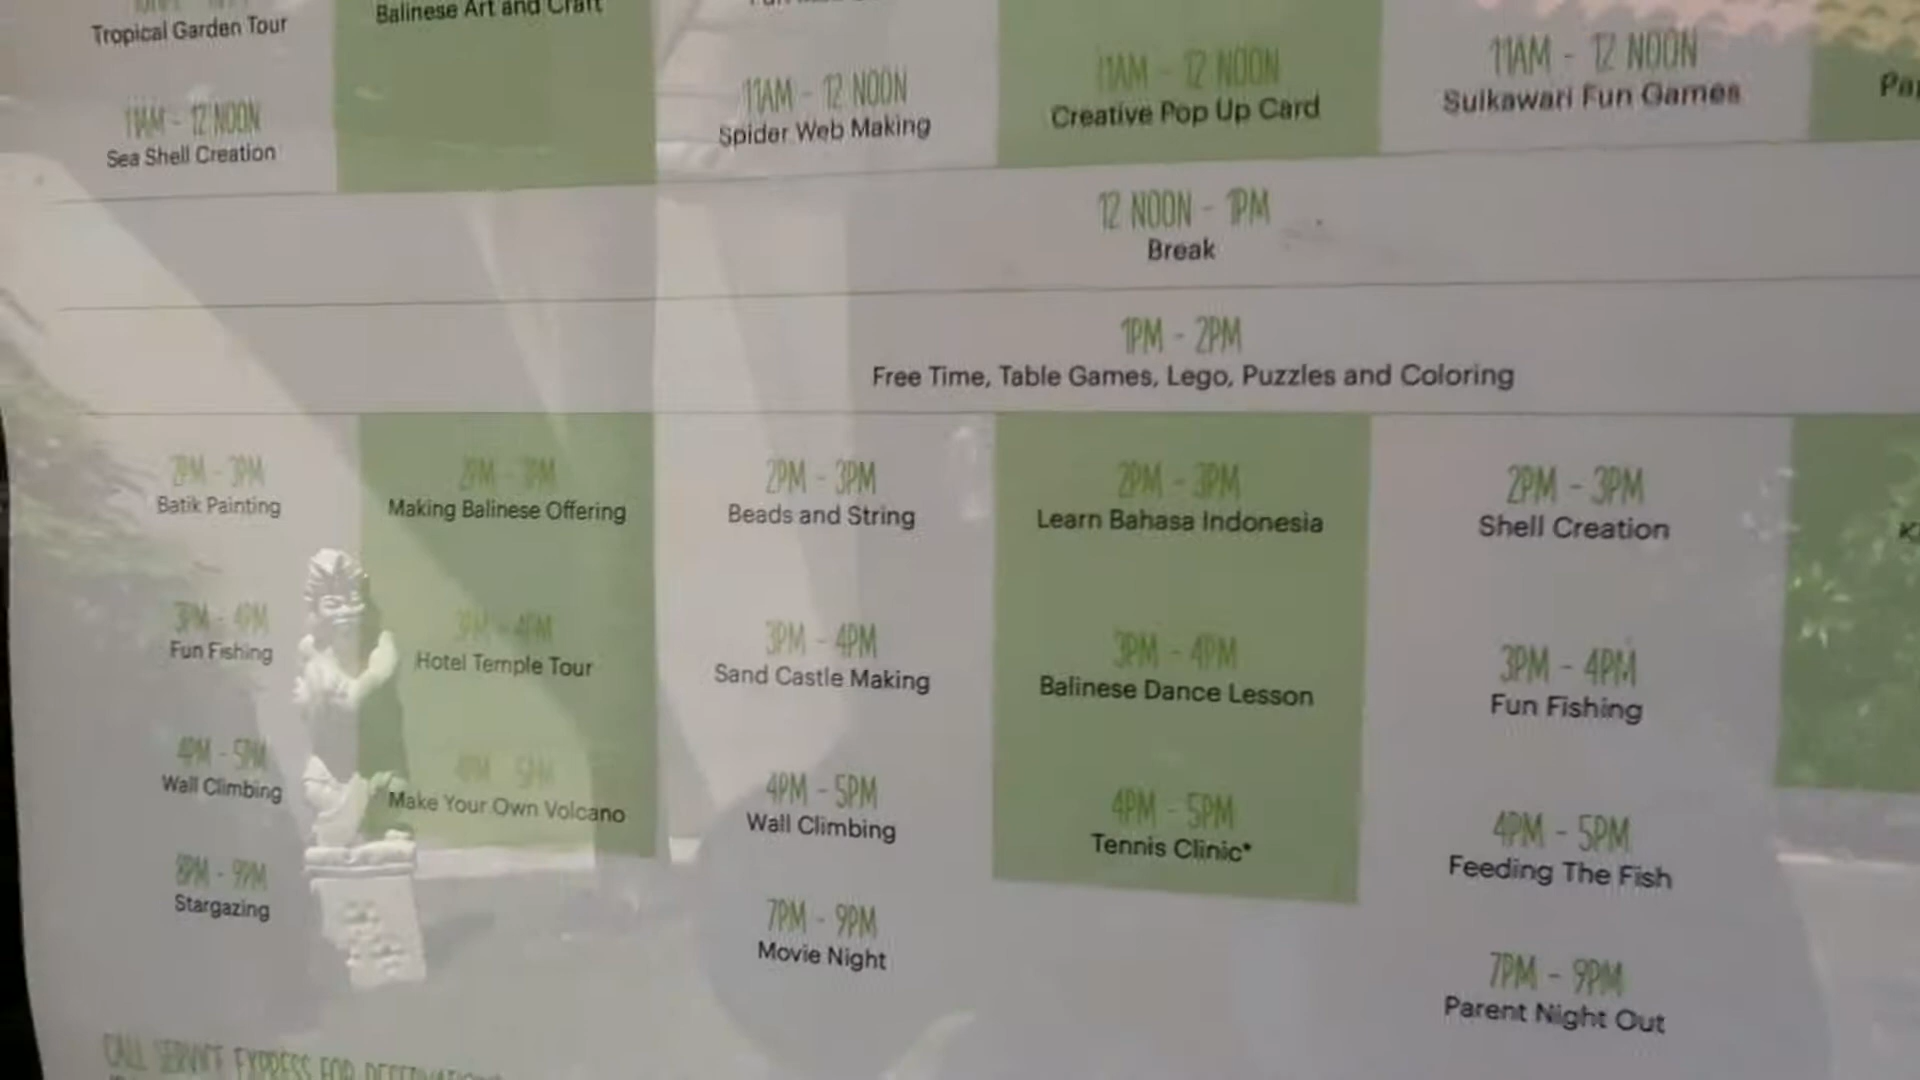 Tropical Garden Tour
11AM - 12 NOON
Sea Shell Creation
Balinese Art and Craft
11AM - 12 NOON
Spider Web Making
11AM - 12 NOON
Creative Pop Up Card
11AM - 12 NOON
Sulkawari Fun Games
12 NOON - 1PM
Break
1PM - 2PM
Free Time, Table Games, Lego, Puzzles and Coloring
2PM - 3PM
Batik Painting
3PM - 4PM
Fun Fishing
4PM - 5PM
Wall Climbing
8PM - 9PM
Stargazing
2PM - 3PM
Making Balinese Offering
3PM - 4PM
Hotel Temple Tour
4PM - 5PM
Make Your Own Volcano
2PM - 3PM
Beads and String
3PM - 4PM
Sand Castle Making
4PM - 5PM
Wall Climbing
7PM - 9PM
Movie Night
2PM - 3PM
Learn Bahasa Indonesia
3PM - 4PM
Balinese Dance Lesson
4PM - 5PM
Tennis Clinic*
2PM - 3PM
Shell Creation
3PM - 4PM
Fun Fishing
4PM - 5PM
Feeding The Fish
7PM - 9PM
Parent Night Out
CALL SERVICE EXPRESS FOR